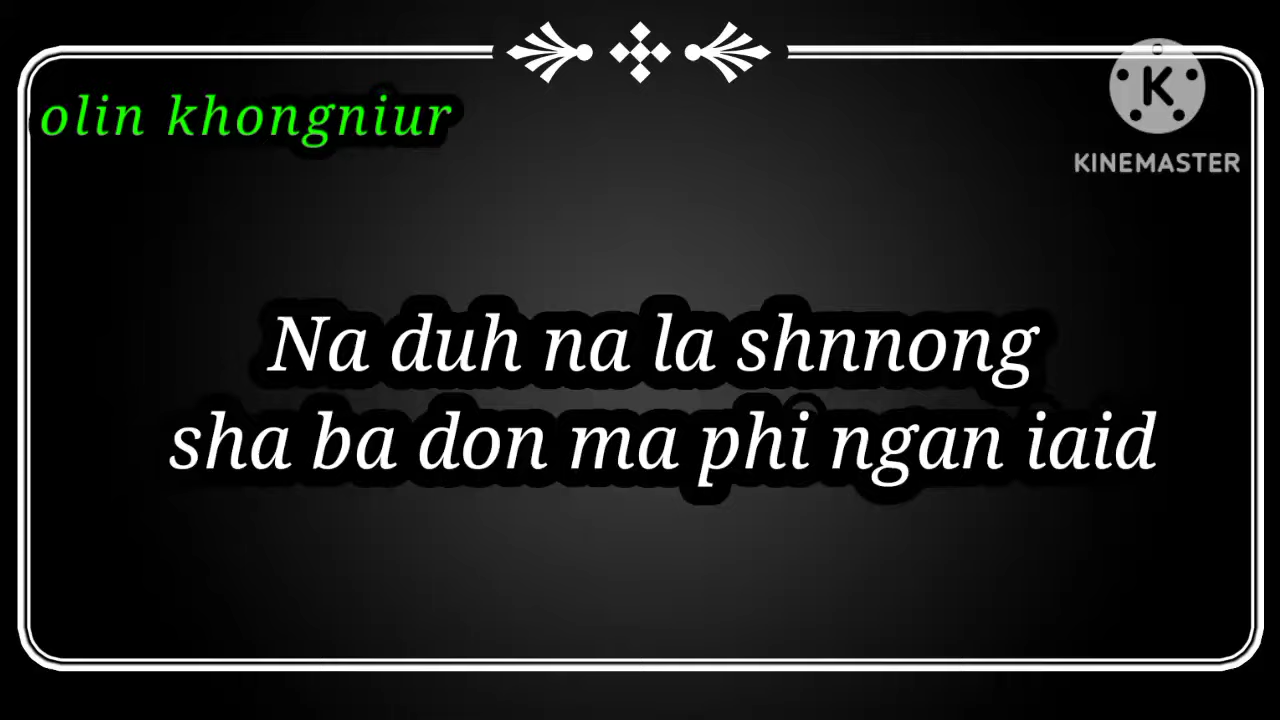 olin khongniur
K
KINEMASTER
Na duh na la shnnong
sha ba don ma phi ngan iaid